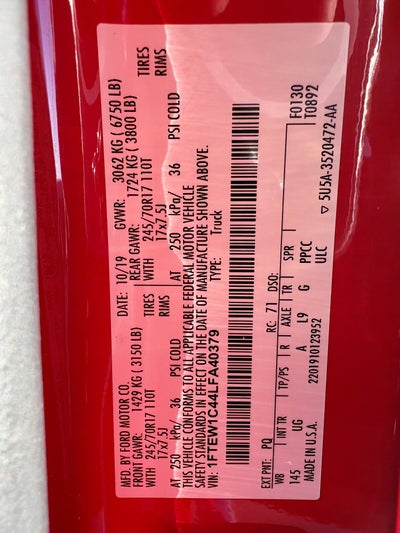 MFD. BY FORD MOTOR CO.
DATE: 10/19
GVWR: 3062 KG ( 6750 LB)
FRONT GAWR: 1429 KG ( 3150 LB)
REAR GAWR: 1724 KG ( 3800 LB)
245/70R17 110T TIRES
WITH 245/70R17 110T TIRES
17x7.5J RIMS
17x7.5J RIMS
AT 250 kPa/ 36 PSI COLD
AT 250 kPa/ 36 PSI COLD
THIS VEHICLE CONFORMS TO ALL APPLICABLE FEDERAL MOTOR VEHICLE
SAFETY STANDARDS IN EFFECT ON THE DATE OF MANUFACTURE SHOWN ABOVE.
VIN: 1FTEW1C44LFA40379
TYPE: Truck
F0130
T0892
EXT PNT: PQ RC: 71 DSO:
WB INT TR TP/PS R AXLE TR SPR
145 UG L9 G PPCC
MADE IN U.S.A. 2201910123952 ULC
▽ 5U5A-3520472-AA